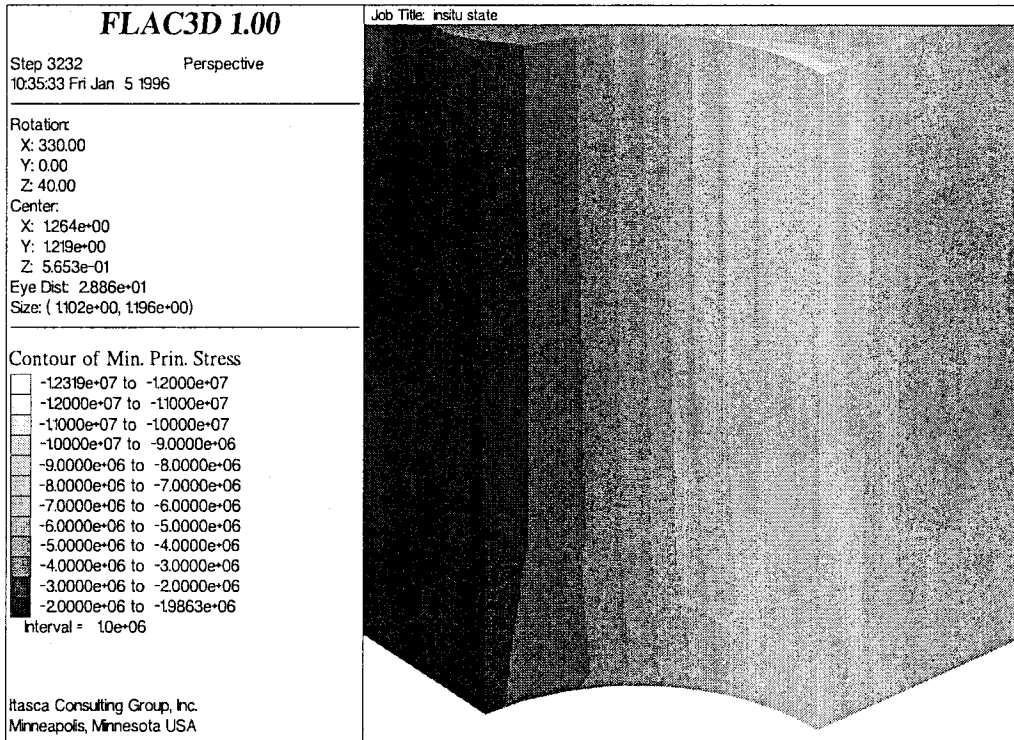 FLAC3D 1.00
Job Title: insitu state
Step 3232 Perspective
10:35:33 Fri Jan 5 1996
Rotation:
X: 330.00
Y: 0.00
Z: 40.00
Center:
X: 1.264e+00
Y: 1.219e+00
Z: 5.653e-01
Eye Dist: 2.886e+01
Size: ( 1.102e+00, 1.196e+00)
Contour of Min. Prin. Stress
-1.2319e+07 to -1.2000e+07
-1.2000e+07 to -1.1000e+07
-1.1000e+07 to -1.0000e+07
-1.0000e+07 to -9.0000e+06
-9.0000e+06 to -8.0000e+06
-8.0000e+06 to -7.0000e+06
-7.0000e+06 to -6.0000e+06
-6.0000e+06 to -5.0000e+06
-5.0000e+06 to -4.0000e+06
-4.0000e+06 to -3.0000e+06
-3.0000e+06 to -2.0000e+06
-2.0000e+06 to -1.9863e+06
Interval = 1.0e+06
Itasca Consulting Group, Inc.
Minneapolis, Minnesota USA